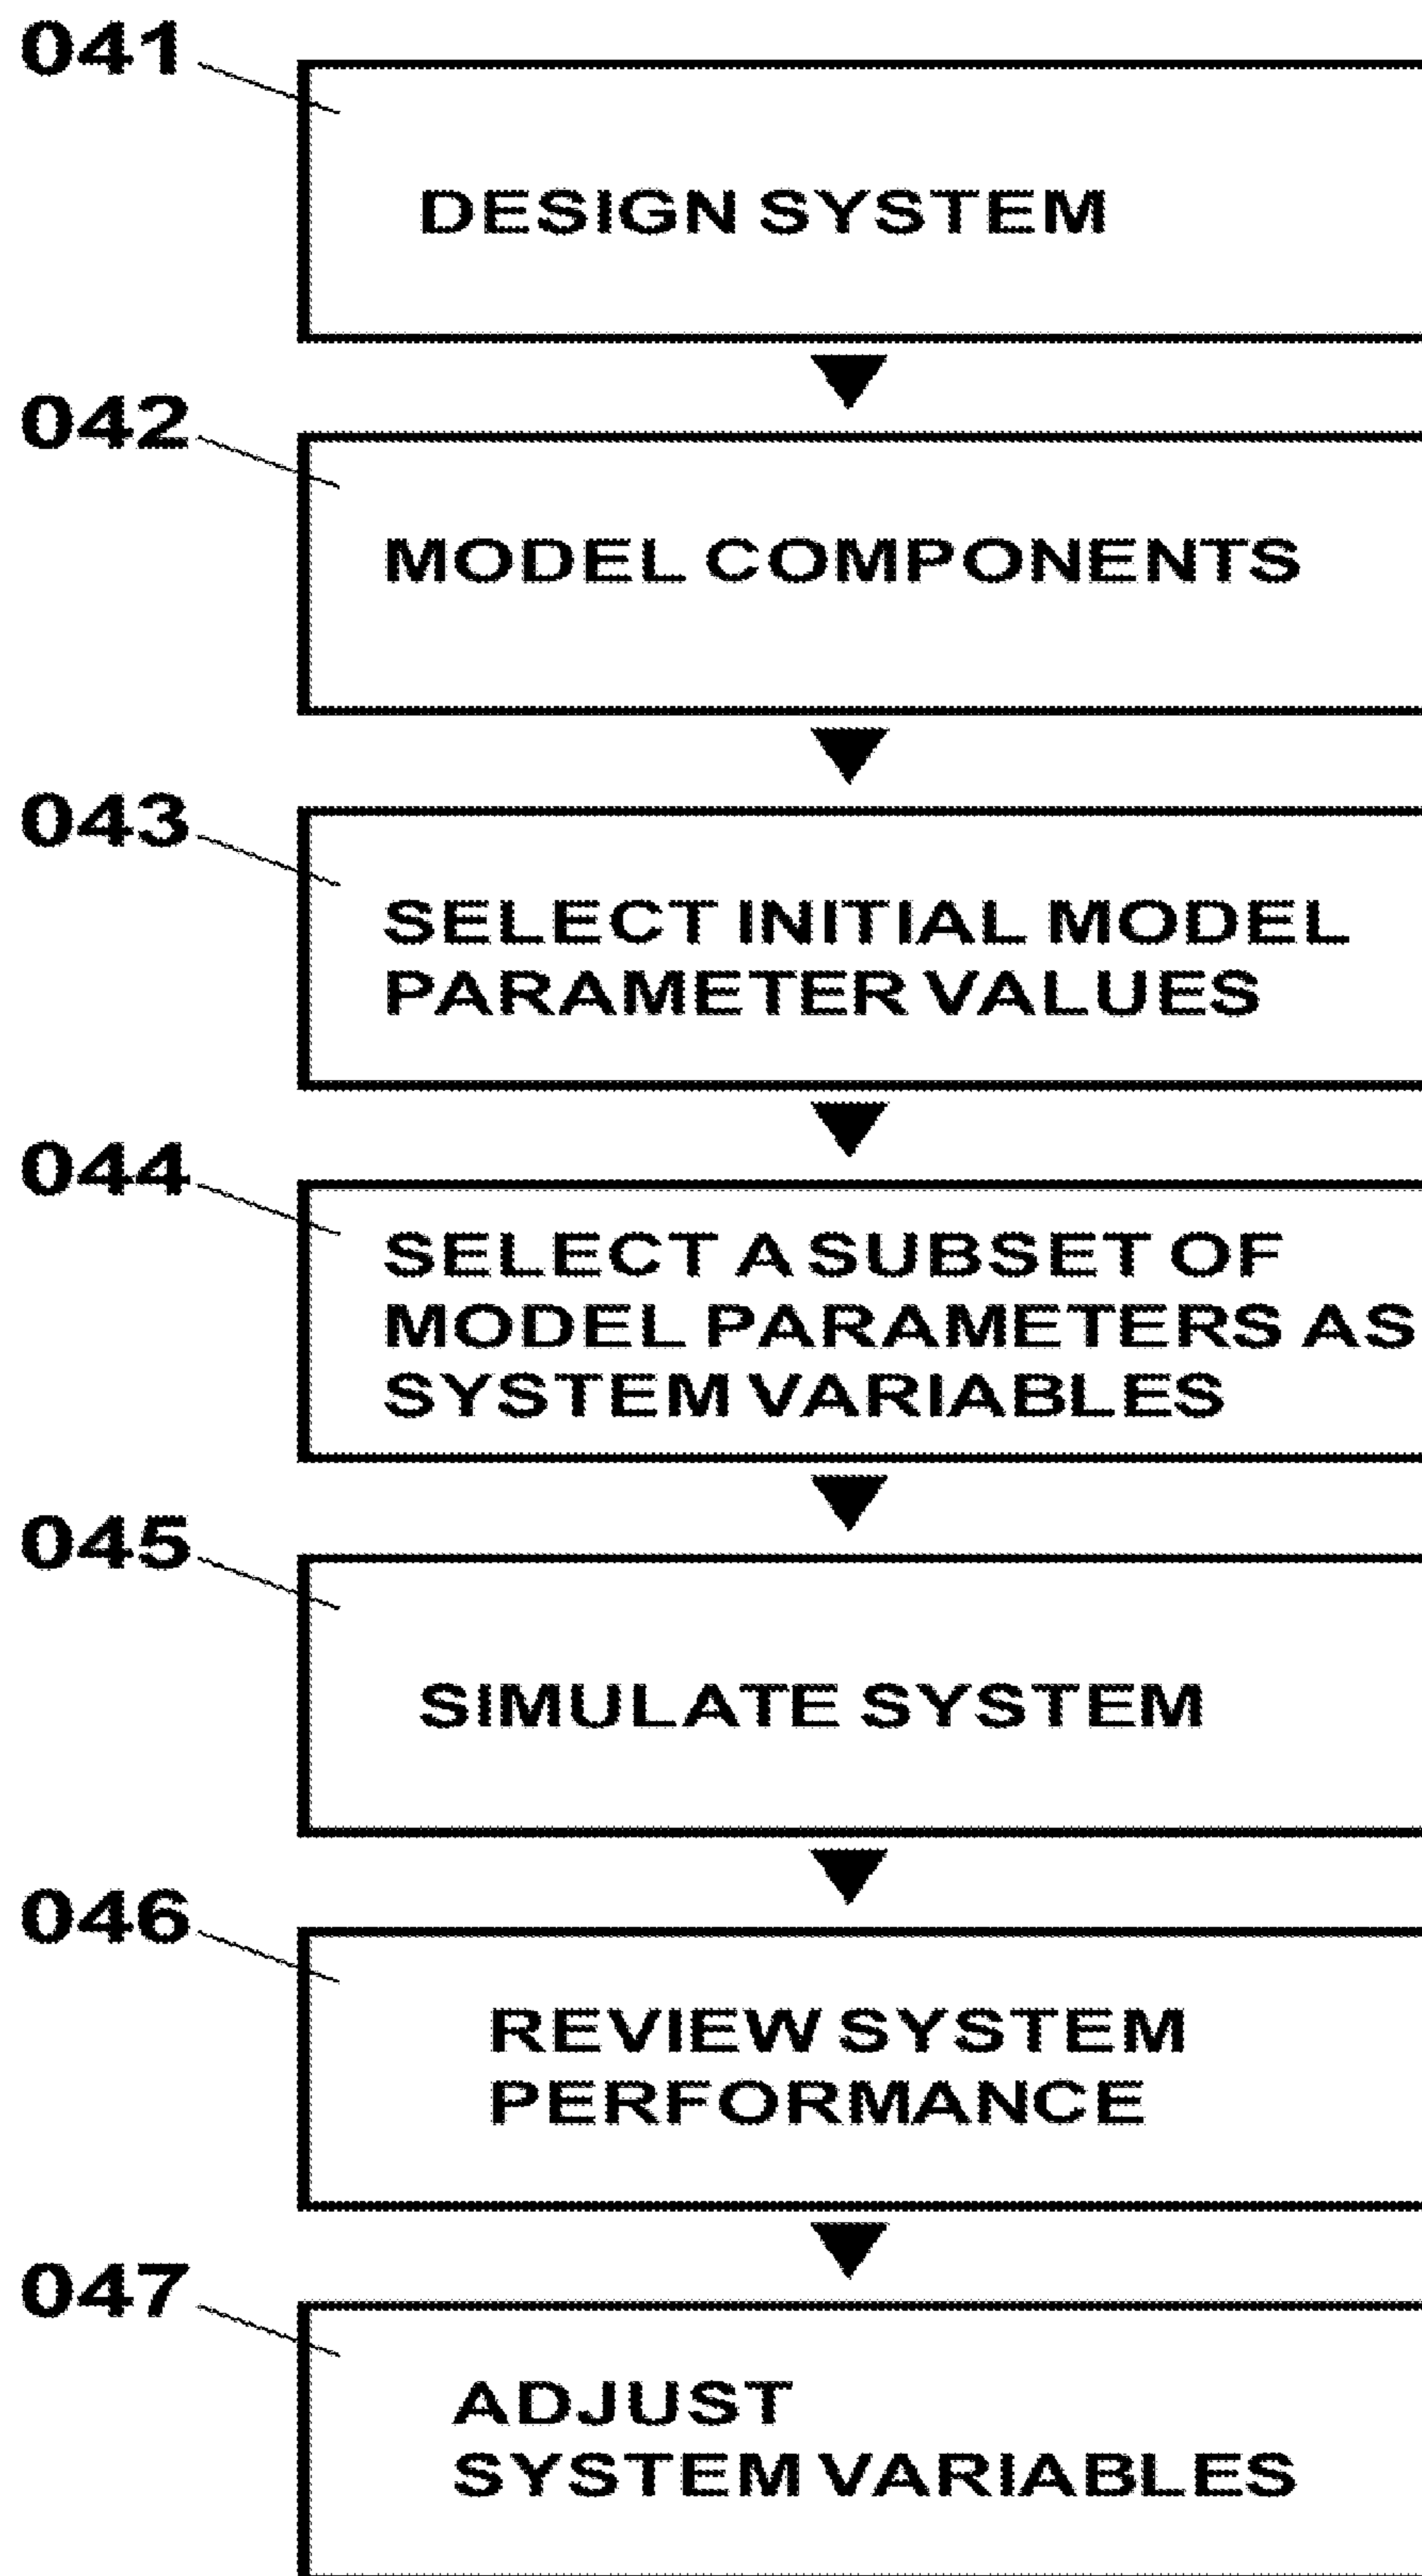 041
DESIGN SYSTEM
042
MODEL COMPONENTS
043
SELECT INITIAL MODEL
PARAMETER VALUES
044
SELECT A SUBSET OF
MODEL PARAMETERS AS
SYSTEM VARIABLES
045
SIMULATE SYSTEM
046
REVIEW SYSTEM
PERFORMANCE
047
ADJUST
SYSTEM VARIABLES